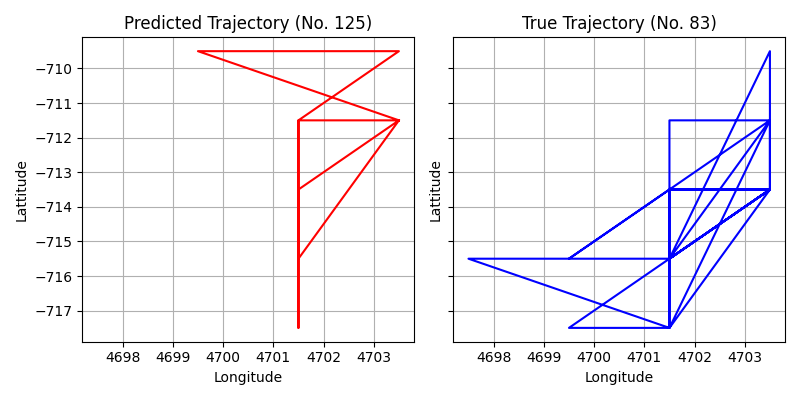 Predicted Trajectory (No. 125)
True Trajectory (No. 83)
−710
−711
−712
−713
−714
−715
−716
−717
Lattitude
Lattitude
4698 4699 4700 4701 4702 4703
4698 4699 4700 4701 4702 4703
Longitude
Longitude